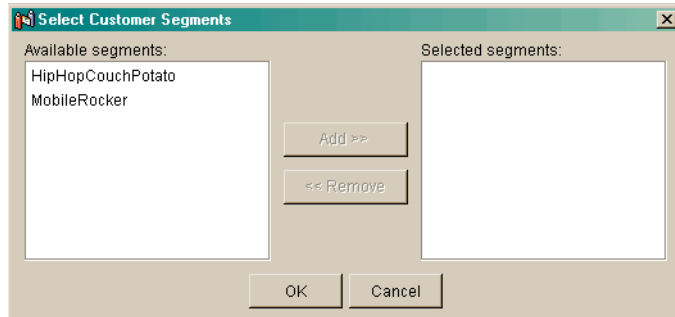 Select Customer Segments
Available segments:
Selected segments:
HipHopCouchPotato
MobileRocker
Add >>
<< Remove
OK
Cancel